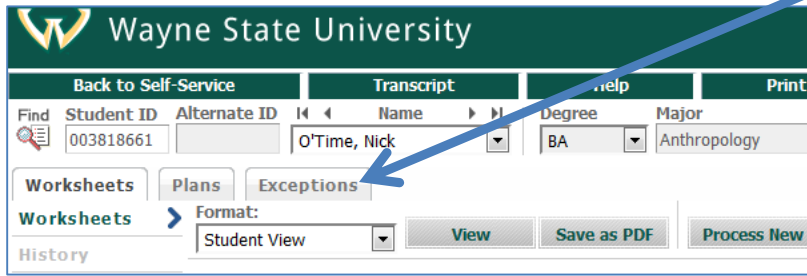 Wayne State University
Back to Self-Service Transcript Help Print
Find Student ID Alternate ID Name Degree Major
003818661 O'Time, Nick BA Anthropology
Worksheets Plans Exceptions
Worksheets Format:
Student View View Save as PDF Process New
History